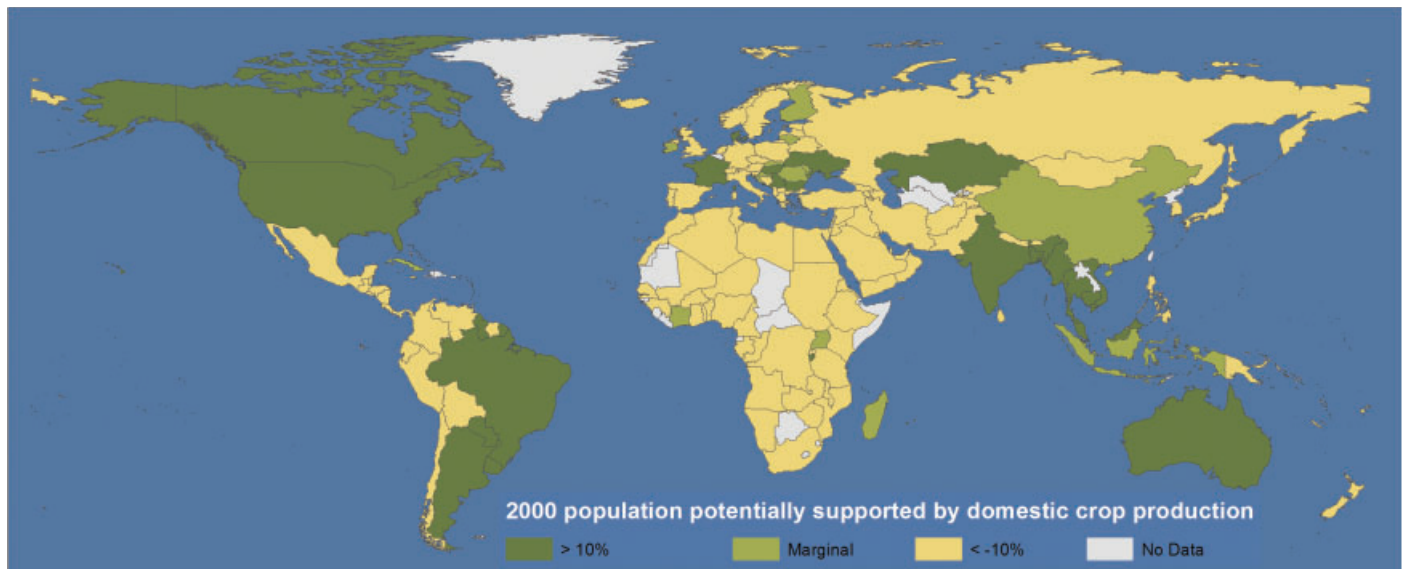 2000 population potentially supported by domestic crop production
> 10% Marginal < -10% No Data